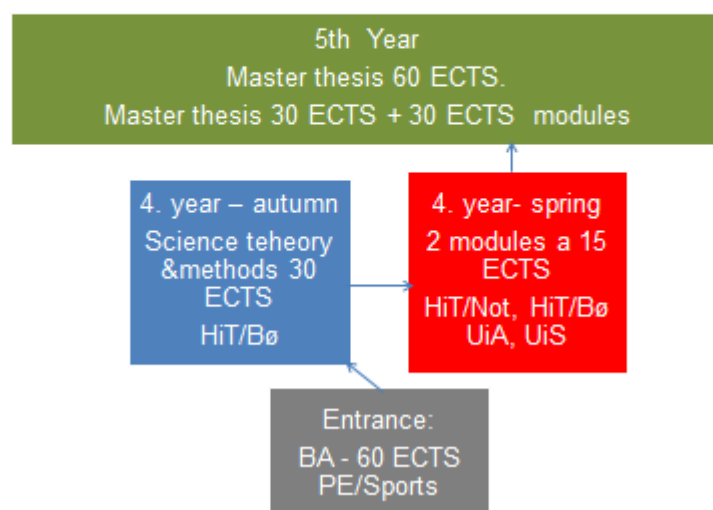 5th Year
Master thesis 60 ECTS.
Master thesis 30 ECTS + 30 ECTS modules
4. year – autumn
Science teheory
&methods 30
ECTS
HiT/Bø
4. year- spring
2 modules a 15
ECTS
HiT/Not, HiT/Bø
UiA, UiS
Entrance:
BA - 60 ECTS
PE/Sports